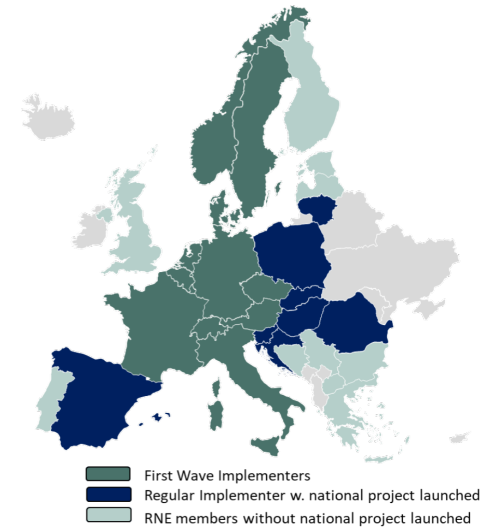 First Wave Implementers
Regular Implementer w. national project launched
RNE members without national project launched